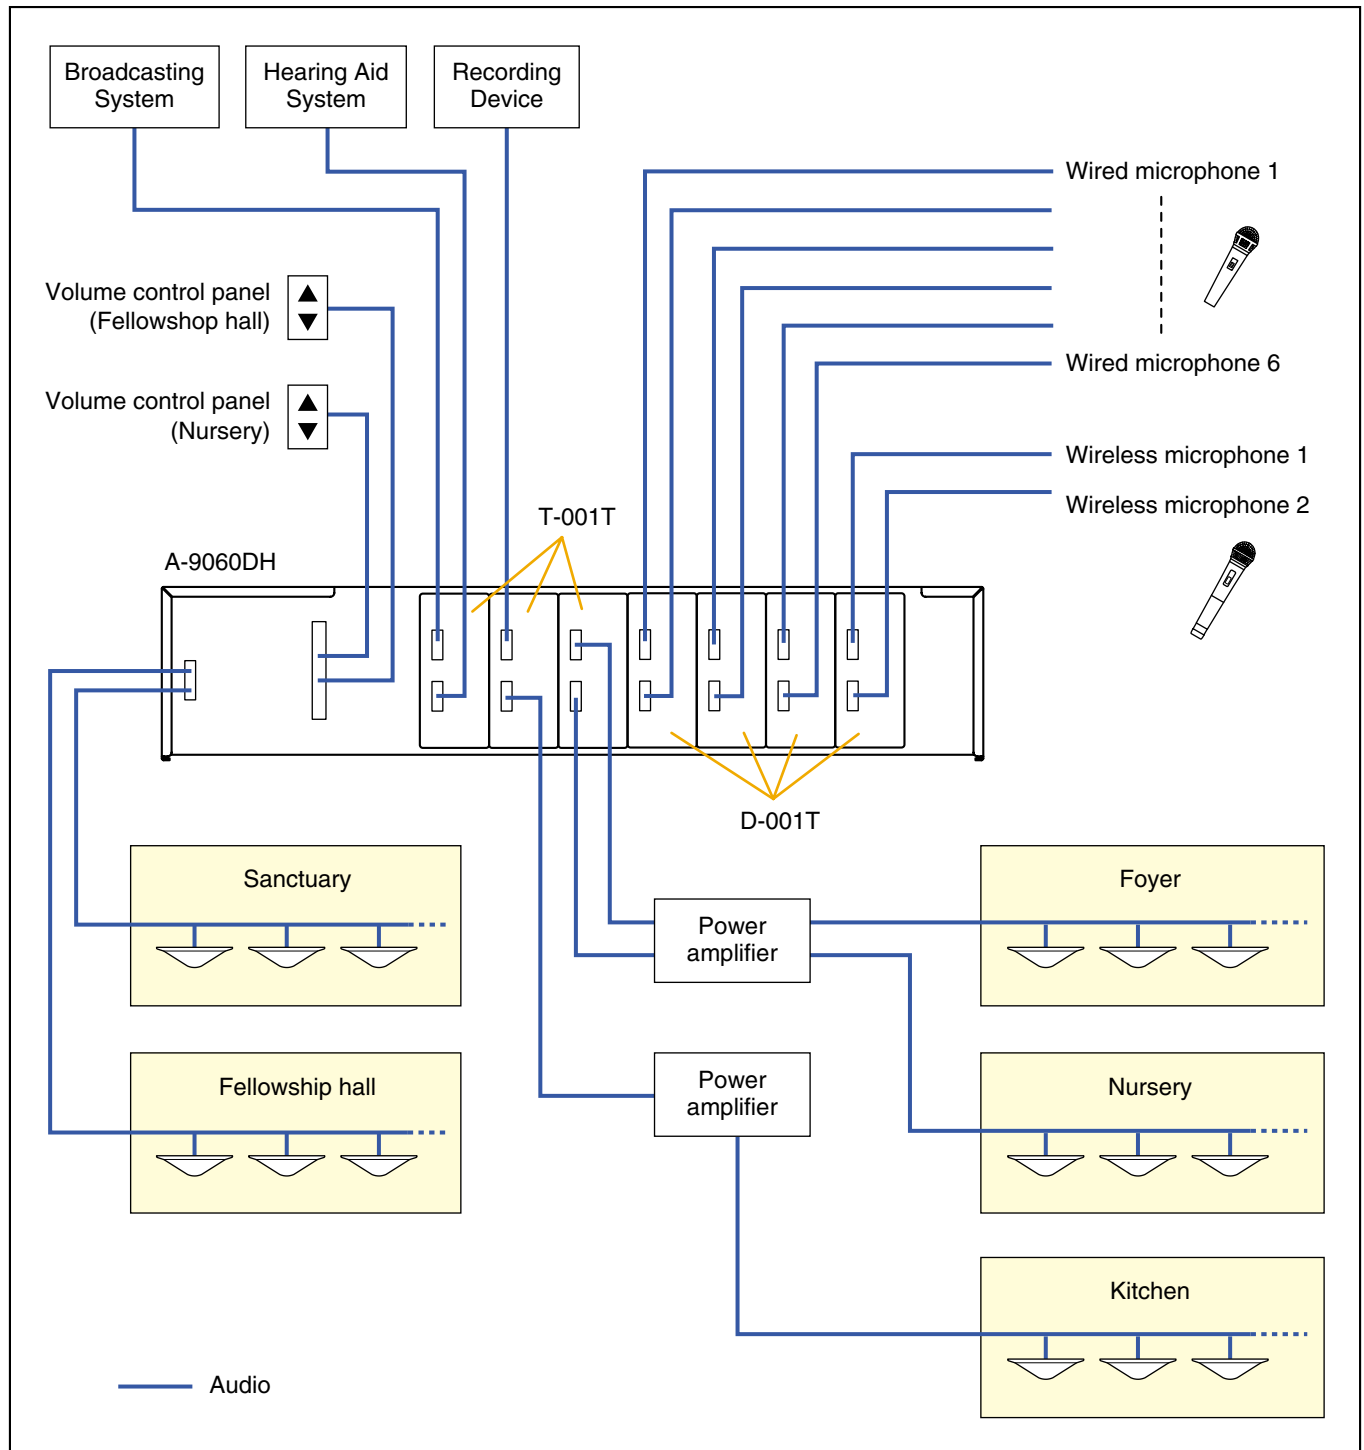 Broadcasting
System
Hearing Aid
System
Recording
Device
Wired microphone 1
Volume control panel
(Fellowshop hall)
Wired microphone 6
Volume control panel
(Nursery)
Wireless microphone 1
Wireless microphone 2
T-001T
A-9060DH
D-001T
Sanctuary
Power
amplifier
Foyer
Fellowship hall
Power
amplifier
Nursery
Kitchen
Audio